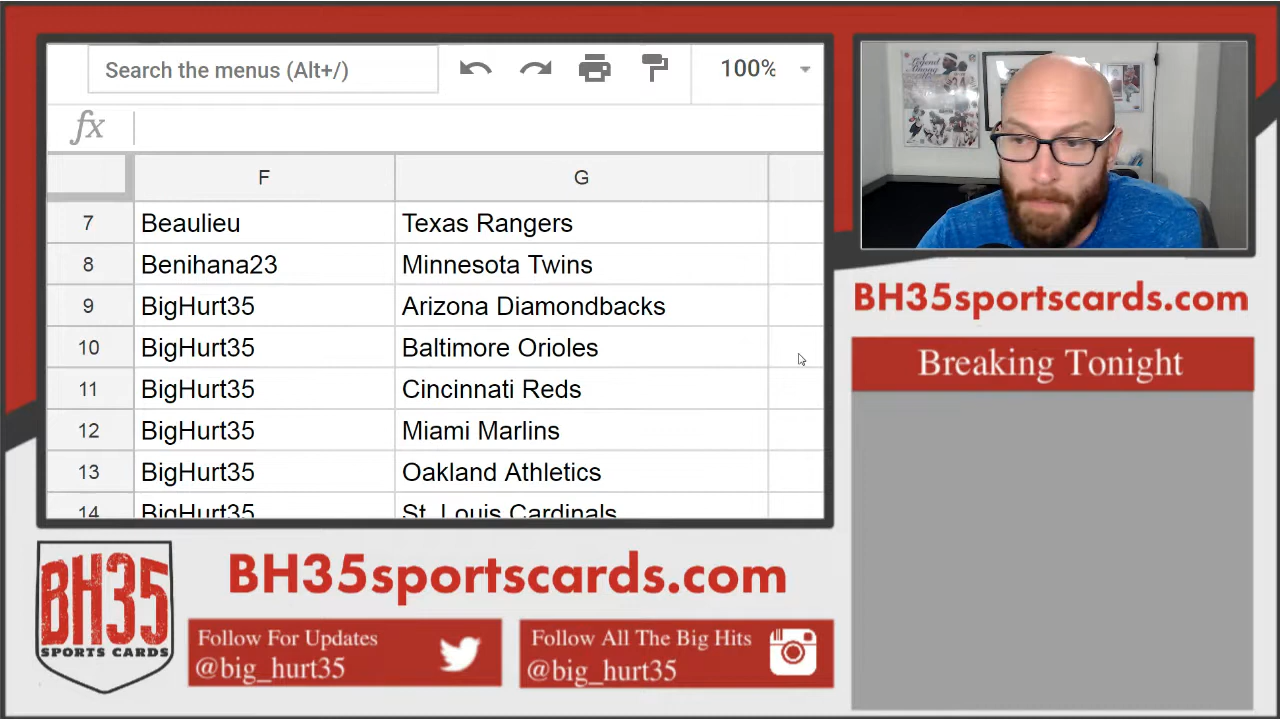 Search the menus (Alt+/)
100%
fx
F G
7 Beaulieu Texas Rangers
8 Benihana23 Minnesota Twins
9 BigHurt35 Arizona Diamondbacks
10 BigHurt35 Baltimore Orioles
11 BigHurt35 Cincinnati Reds
12 BigHurt35 Miami Marlins
13 BigHurt35 Oakland Athletics
14 BigHurt35 St. Louis Cardinals
BH35sportscards.com
Breaking Tonight
BH35
SPORTS CARDS
BH35sportscards.com
Follow For Updates
@big_hurt35
Follow All The Big Hits
@big_hurt35